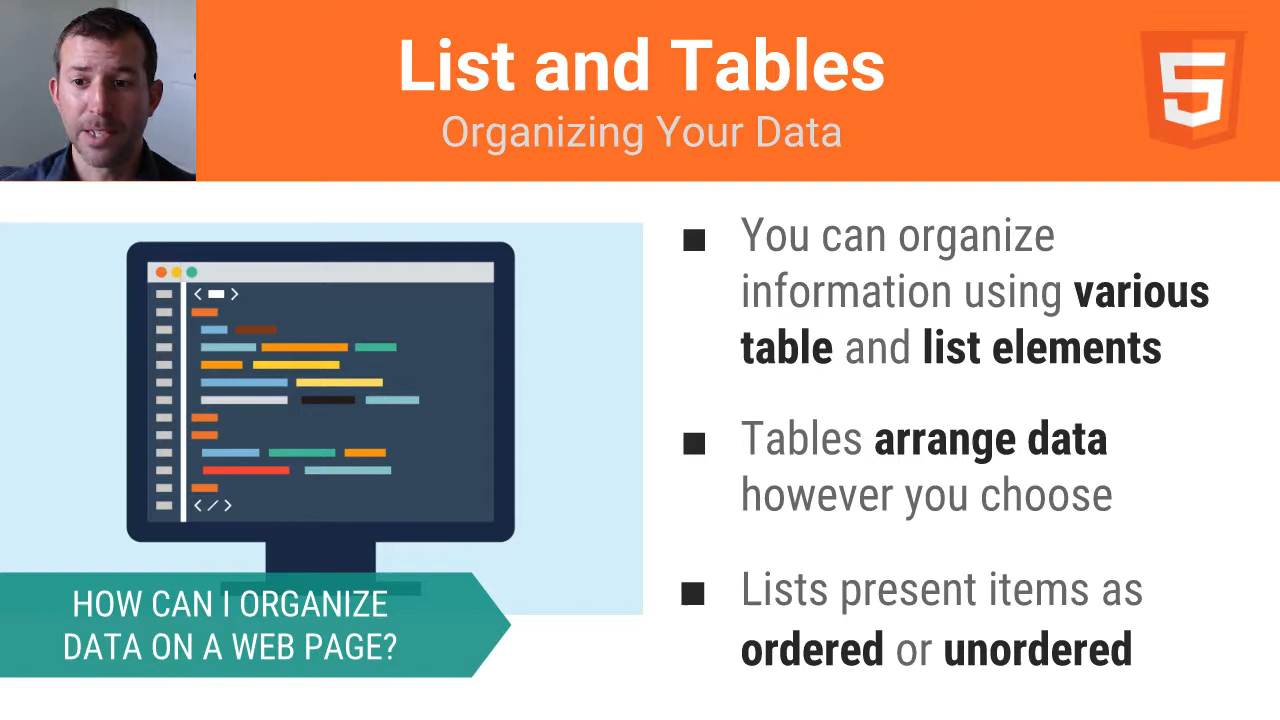 List and Tables
Organizing Your Data
5
■ You can organize
information using various
table and list elements
■ Tables arrange data
however you choose
■ Lists present items as
ordered or unordered
< >
</>
HOW CAN I ORGANIZE
DATA ON A WEB PAGE?